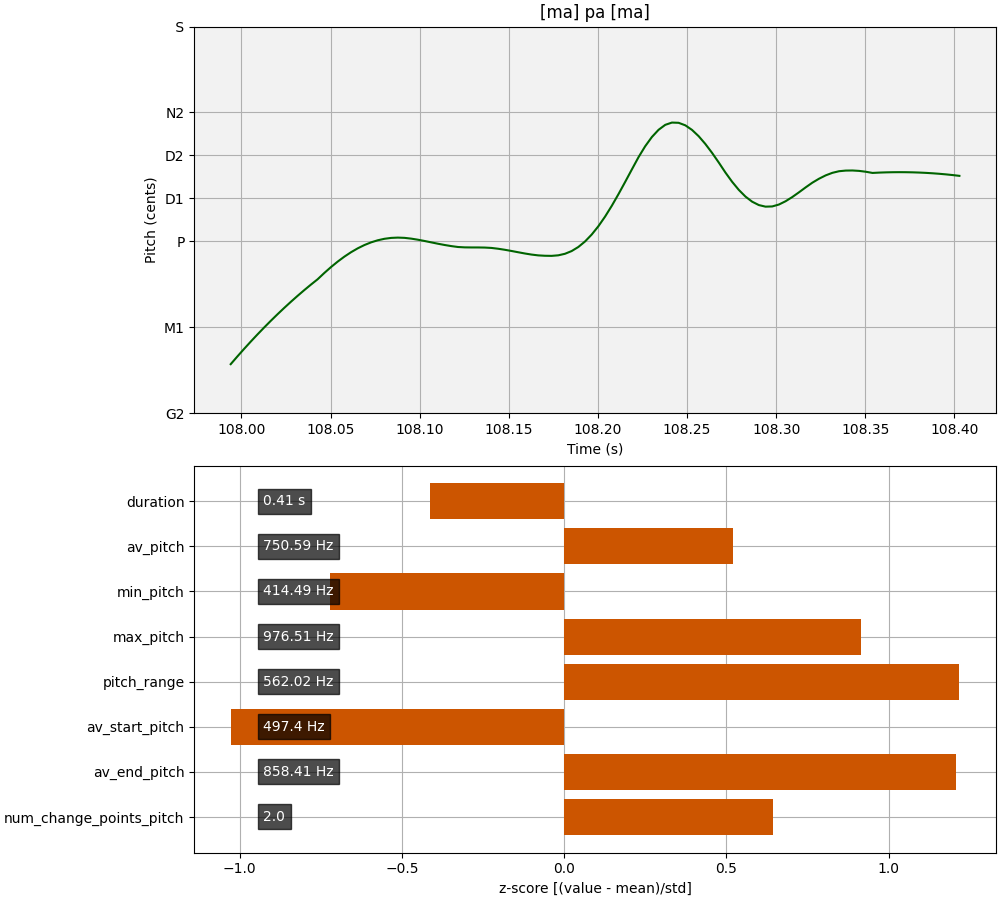 [ma] pa [ma]
S
N2
D2
D1
P
M1
G2
Pitch (cents)
108.00 108.05 108.10 108.15 108.20 108.25 108.30 108.35 108.40
Time (s)
duration 0.41 s
av_pitch 750.59 Hz
min_pitch 414.49 Hz
max_pitch 976.51 Hz
pitch_range 562.02 Hz
av_start_pitch 497.4 Hz
av_end_pitch 858.41 Hz
num_change_points_pitch 2.0
−1.0 −0.5 0.0 0.5 1.0
z-score [(value - mean)/std]